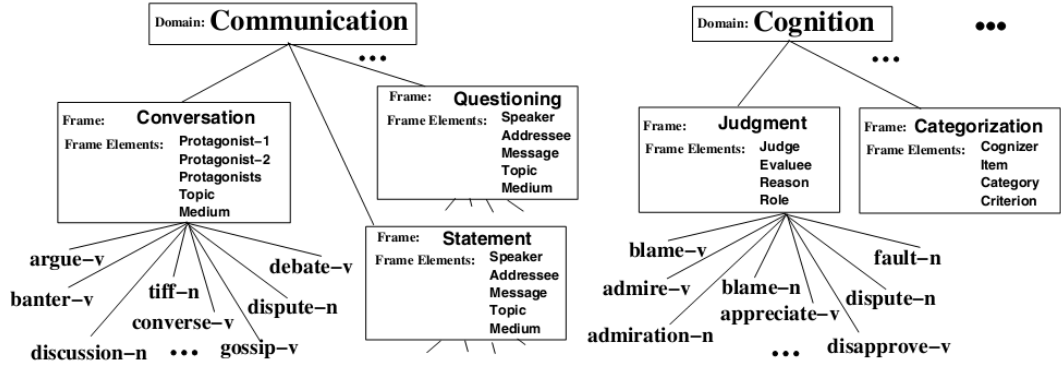 Domain: Communication
...
Frame: Conversation
Frame Elements: Protagonist-1
Protagonist-2
Protagonists
Topic
Medium
argue-v
banter-v
discussion-n
tiff-n
converse-v
...
gossip-v
dispute-n
debate-v
Frame: Questioning
Frame Elements: Speaker
Addressee
Message
Topic
Medium
Frame: Statement
Frame Elements: Speaker
Addressee
Message
Topic
Medium
Domain: Cognition
...
...
Frame: Judgment
Frame Elements: Judge
Evaluee
Reason
Role
blame-v
admire-v
admiration-n
blame-n
appreciate-v
...
disapprove-v
dispute-n
fault-n
Frame: Categorization
Frame Elements: Cognizer
Item
Category
Criterion